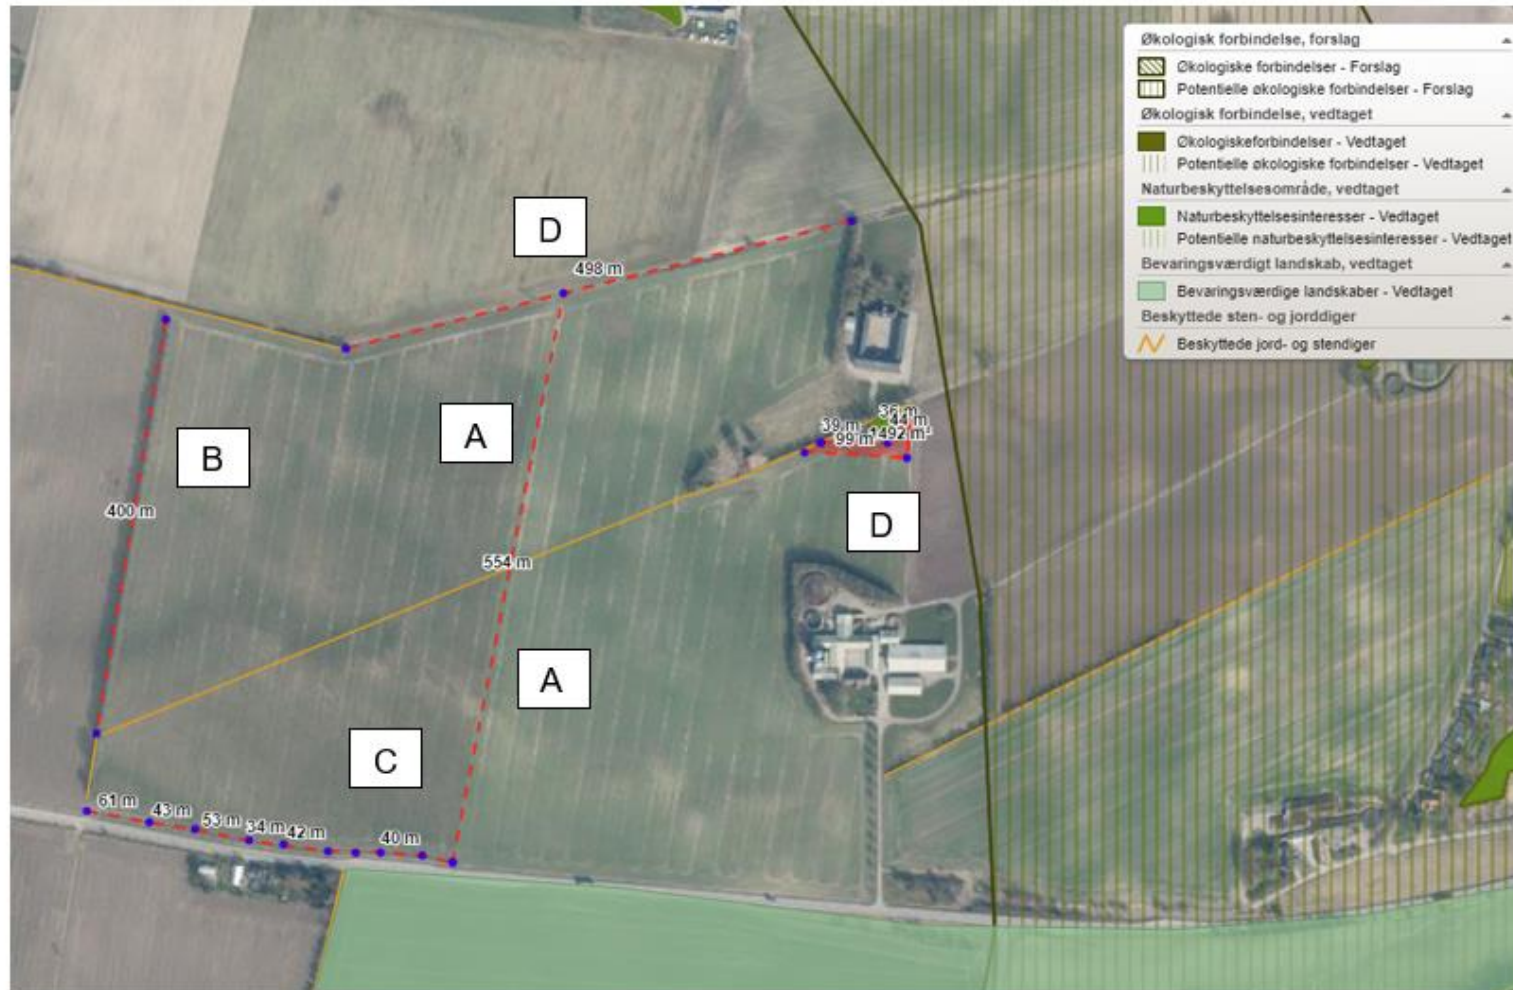 Økologisk forbindelse, forslag
Økologiske forbindelser - Forslag
Potentielle økologiske forbindelser - Forslag
Økologisk forbindelse, vedtaget
Økologiskeforbindelser - Vedtaget
Potentielle økologiske forbindelser - Vedtaget
Naturbeskyttelsesområde, vedtaget
Naturbeskyttelsesinteresser - Vedtaget
Potentielle naturbeskyttelsesinteresser - Vedtaget
Bevaringsværdigt landskab, vedtaget
Bevaringsværdige landskaber - Vedtaget
Beskyttede sten- og jorddiger
Beskyttede jord- og stendiger
D
498 m
A
B
44 m
39 m
99 m
400 m
D
554 m
A
C
61 m
43 m
53 m
34 m
42 m
40 m